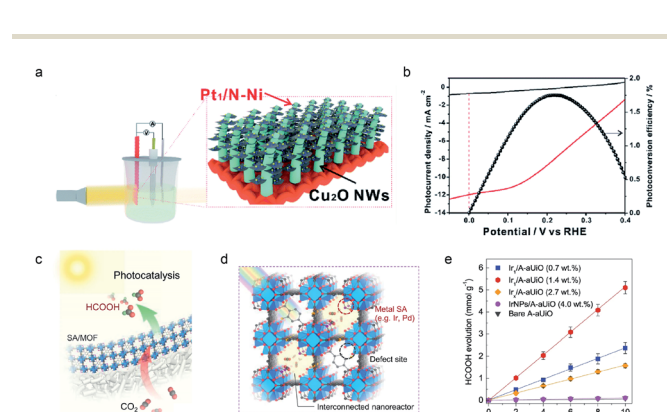 a
Pt₁/N-Ni
Cu₂O NWs
b
Photocurrent density / mA cm⁻²
0
-2
-4
-6
-8
-10
-12
-14
0.0 0.1 0.2 0.3 0.4
Potential / V vs RHE
2.0
1.5
1.0
0.5
0.0
Photoconversion efficiency / %
c
Photocatalysis
HCOOH
SA/MOF
CO₂
d
Metal SA
(e.g. Ir, Pd)
Defect site
Interconnected nanoreactor
e
HCOOH evolution (mmol g⁻¹)
6
5
4
3
2
1
0
Ir₁/A-aUiO (0.7 wt.%)
Ir₁/A-aUiO (1.4 wt.%)
Ir₁/A-aUiO (2.7 wt.%)
IrNPs/A-aUiO (4.0 wt.%)
Bare A-aUiO
0 2 4 6 8 10